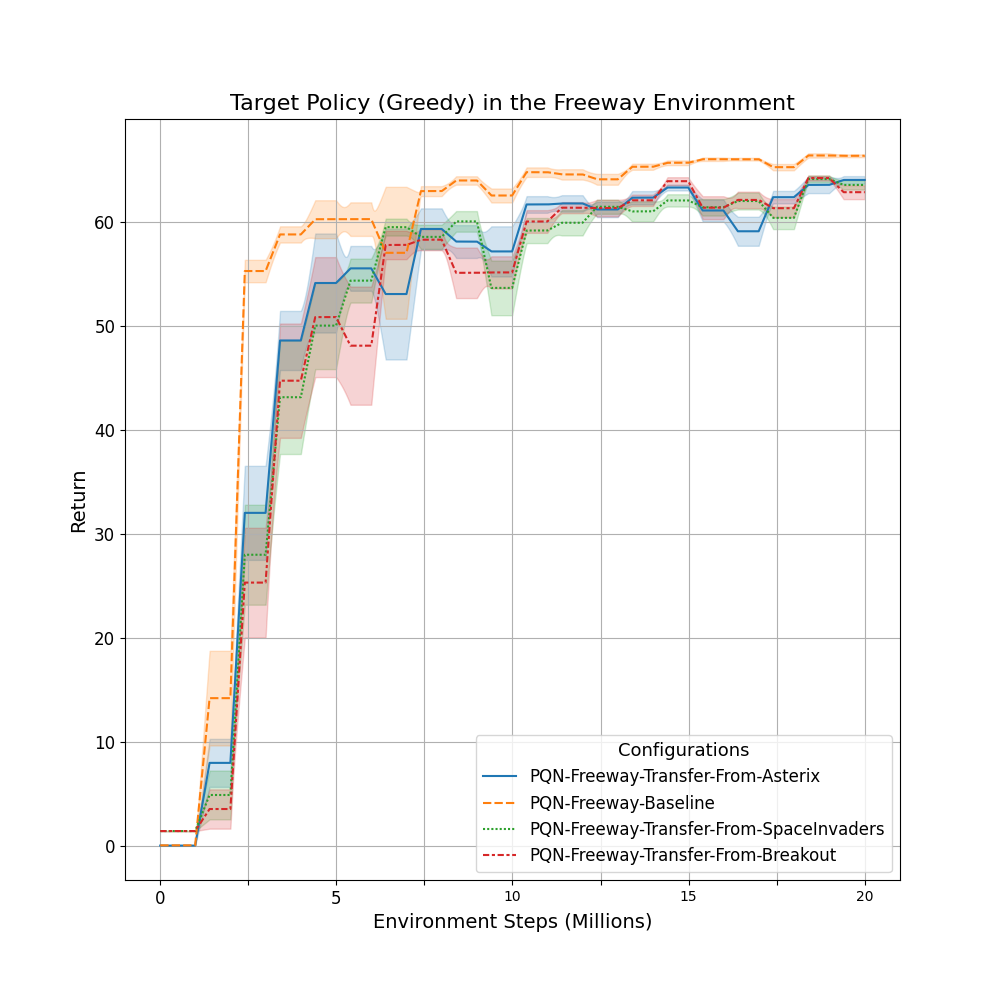 Target Policy (Greedy) in the Freeway Environment
Return
60
50
40
30
20
10
0
Configurations
PQN-Freeway-Transfer-From-Asterix
PQN-Freeway-Baseline
PQN-Freeway-Transfer-From-SpaceInvaders
PQN-Freeway-Transfer-From-Breakout
0 5 10 15 20
Environment Steps (Millions)